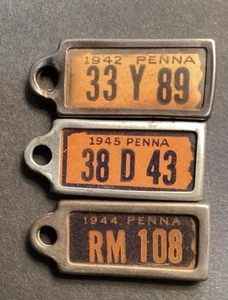 1942 PENNA
33 Y 89
1945 PENNA
38 D 43
1944 PENNA
RM 108